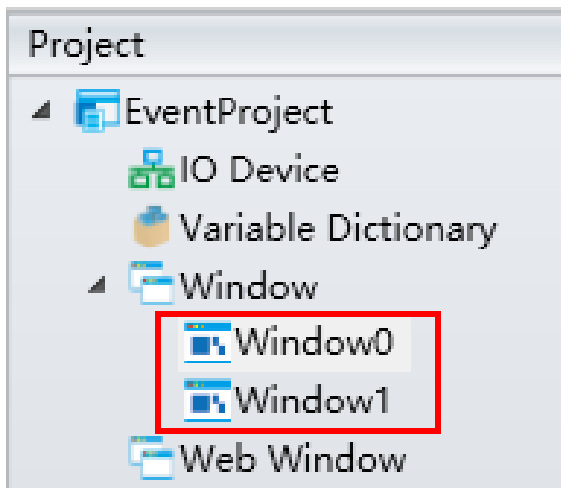 Project
EventProject
IO Device
Variable Dictionary
Window
Window0
Window1
Web Window